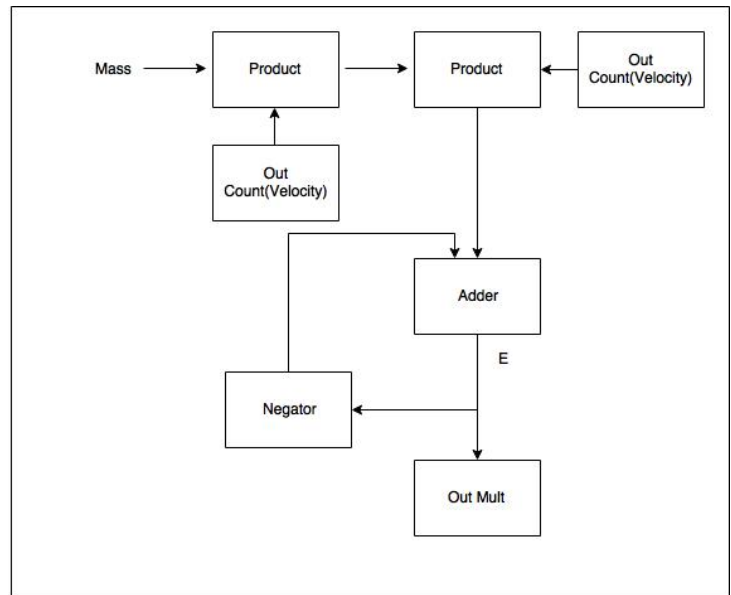 Mass
Product
Product
Out
Count(Velocity)
Out
Count(Velocity)
Adder
E
Negator
Out Mult